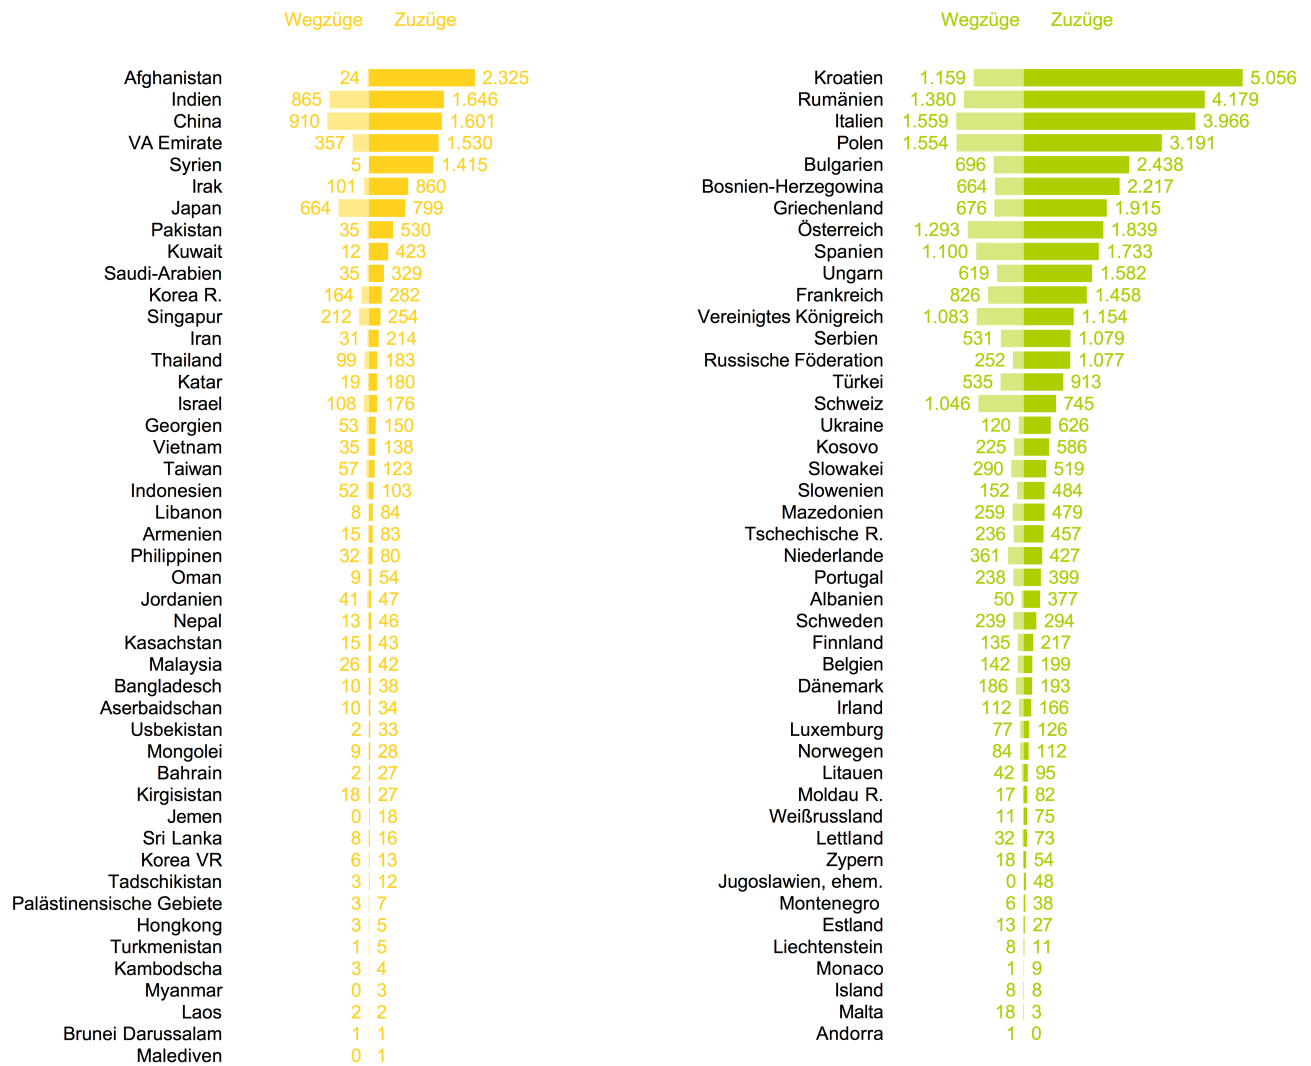 Wegzüge Zuzüge
Afghanistan 24 2.325
Indien 865 1.646
China 910 1.601
VA Emirate 357 1.530
Syrien 5 1.415
Irak 101 860
Japan 664 799
Pakistan 35 530
Kuwait 12 423
Saudi-Arabien 35 329
Korea R. 164 282
Singapur 212 254
Iran 31 214
Thailand 99 183
Katar 19 180
Israel 108 176
Georgien 53 150
Vietnam 35 138
Taiwan 57 123
Indonesien 52 103
Libanon 8 84
Armenien 15 83
Philippinen 32 80
Oman 9 54
Jordanien 41 47
Nepal 13 46
Kasachstan 15 43
Malaysia 26 42
Bangladesch 10 38
Aserbaidschan 10 34
Usbekistan 2 33
Mongolei 9 28
Bahrain 2 27
Kirgisistan 18 27
Jemen 0 18
Sri Lanka 8 16
Korea VR 6 13
Tadschikistan 3 12
Palästinensische Gebiete 3 7
Hongkong 3 5
Turkmenistan 1 5
Kambodscha 3 4
Myanmar 0 3
Laos 2 2
Brunei Darussalam 1 1
Malediven 0 1
Wegzüge Zuzüge
Kroatien 1.159 5.056
Rumänien 1.380 4.179
Italien 1.559 3.966
Polen 1.554 3.191
Bulgarien 696 2.438
Bosnien-Herzegowina 664 2.217
Griechenland 676 1.915
Österreich 1.293 1.839
Spanien 1.100 1.733
Ungarn 619 1.582
Frankreich 826 1.458
Vereinigtes Königreich 1.083 1.154
Serbien 531 1.079
Russische Föderation 252 1.077
Türkei 535 913
Schweiz 1.046 745
Ukraine 120 626
Kosovo 225 586
Slowakei 290 519
Slowenien 152 484
Mazedonien 259 479
Tschechische R. 236 457
Niederlande 361 427
Portugal 238 399
Albanien 50 377
Schweden 239 294
Finnland 135 217
Belgien 142 199
Dänemark 186 193
Irland 112 166
Luxemburg 77 126
Norwegen 84 112
Litauen 42 95
Moldau R. 17 82
Weißrussland 11 75
Lettland 32 73
Zypern 18 54
Jugoslawien, ehem. 0 48
Montenegro 6 38
Estland 13 27
Liechtenstein 8 11
Monaco 1 9
Island 8 8
Malta 18 3
Andorra 1 0